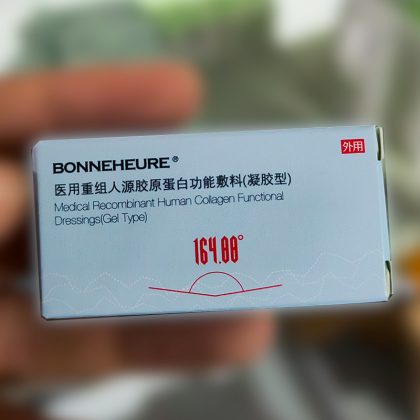 外用
BONNEHEURE®
医用重组人源胶原蛋白功能敷料(凝胶型)
Medical Recombinant Human Collagen Functional
Dressings(Gel Type)
164.88°